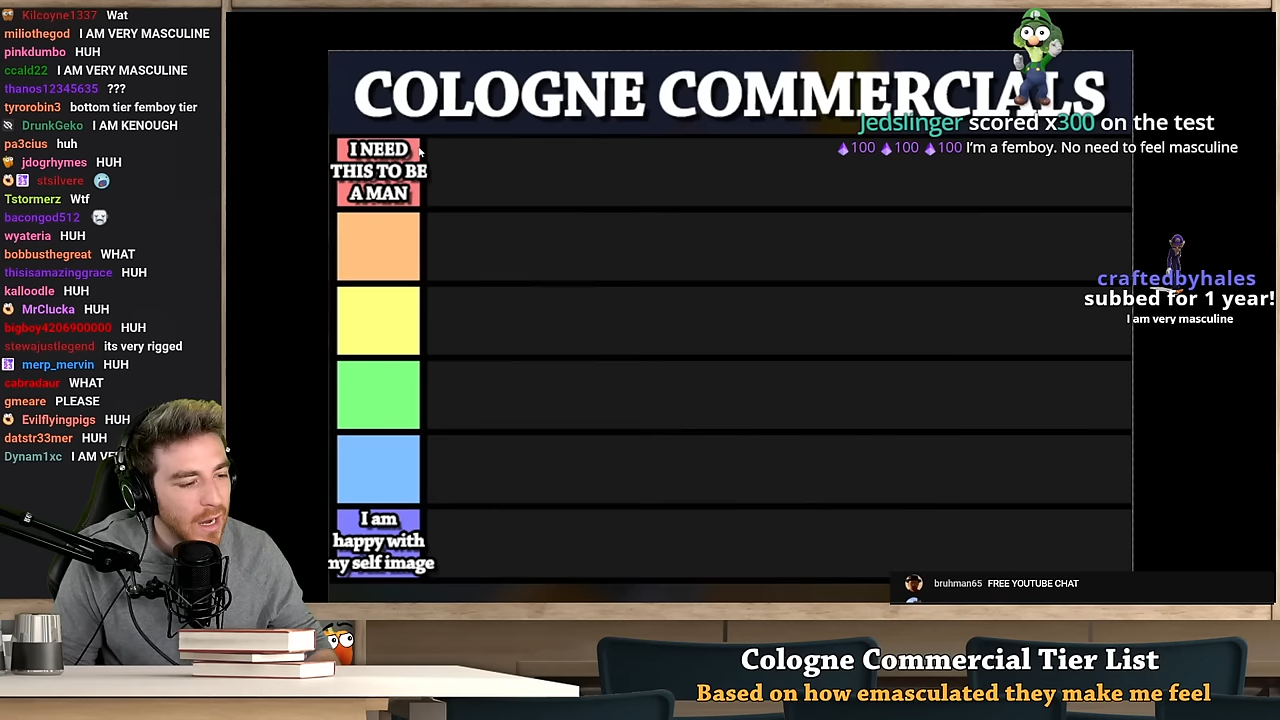 Kilcoyne1337 Wat
miliothegod I AM VERY MASCULINE
pinkdumbo HUH
ccald22 I AM VERY MASCULINE
thanos12345635 ???
tyrorobin3 bottom tier femboy tier
DrunkGeko I AM KENOUGH
pa3cius huh
jdogrhymes HUH
stsilvere
Tstormerz Wtf
bacongod512
wyateria HUH
bobbusthegreat WHAT
thisisamazinggrace HUH
kalloodle HUH
MrClucka HUH
bigboy4206900000 HUH
stewajustlegend its very rigged
merp_mervin HUH
cabradaur WHAT
gmeare PLEASE
Evilflyingpigs HUH
datstr33mer HUH
Dynam1xc I AM VE
COLOGNE COMMERCIALS
Jedslinger scored x300 on the test
100 100 100 I'm a femboy. No need to feel masculine
I NEED
THIS TO BE
A MAN
craftedbyhales
subbed for 1 year!
I am very masculine
I am
happy with
my self image
bruhman65 FREE YOUTUBE CHAT
Cologne Commercial Tier List
Based on how emasculated they make me feel